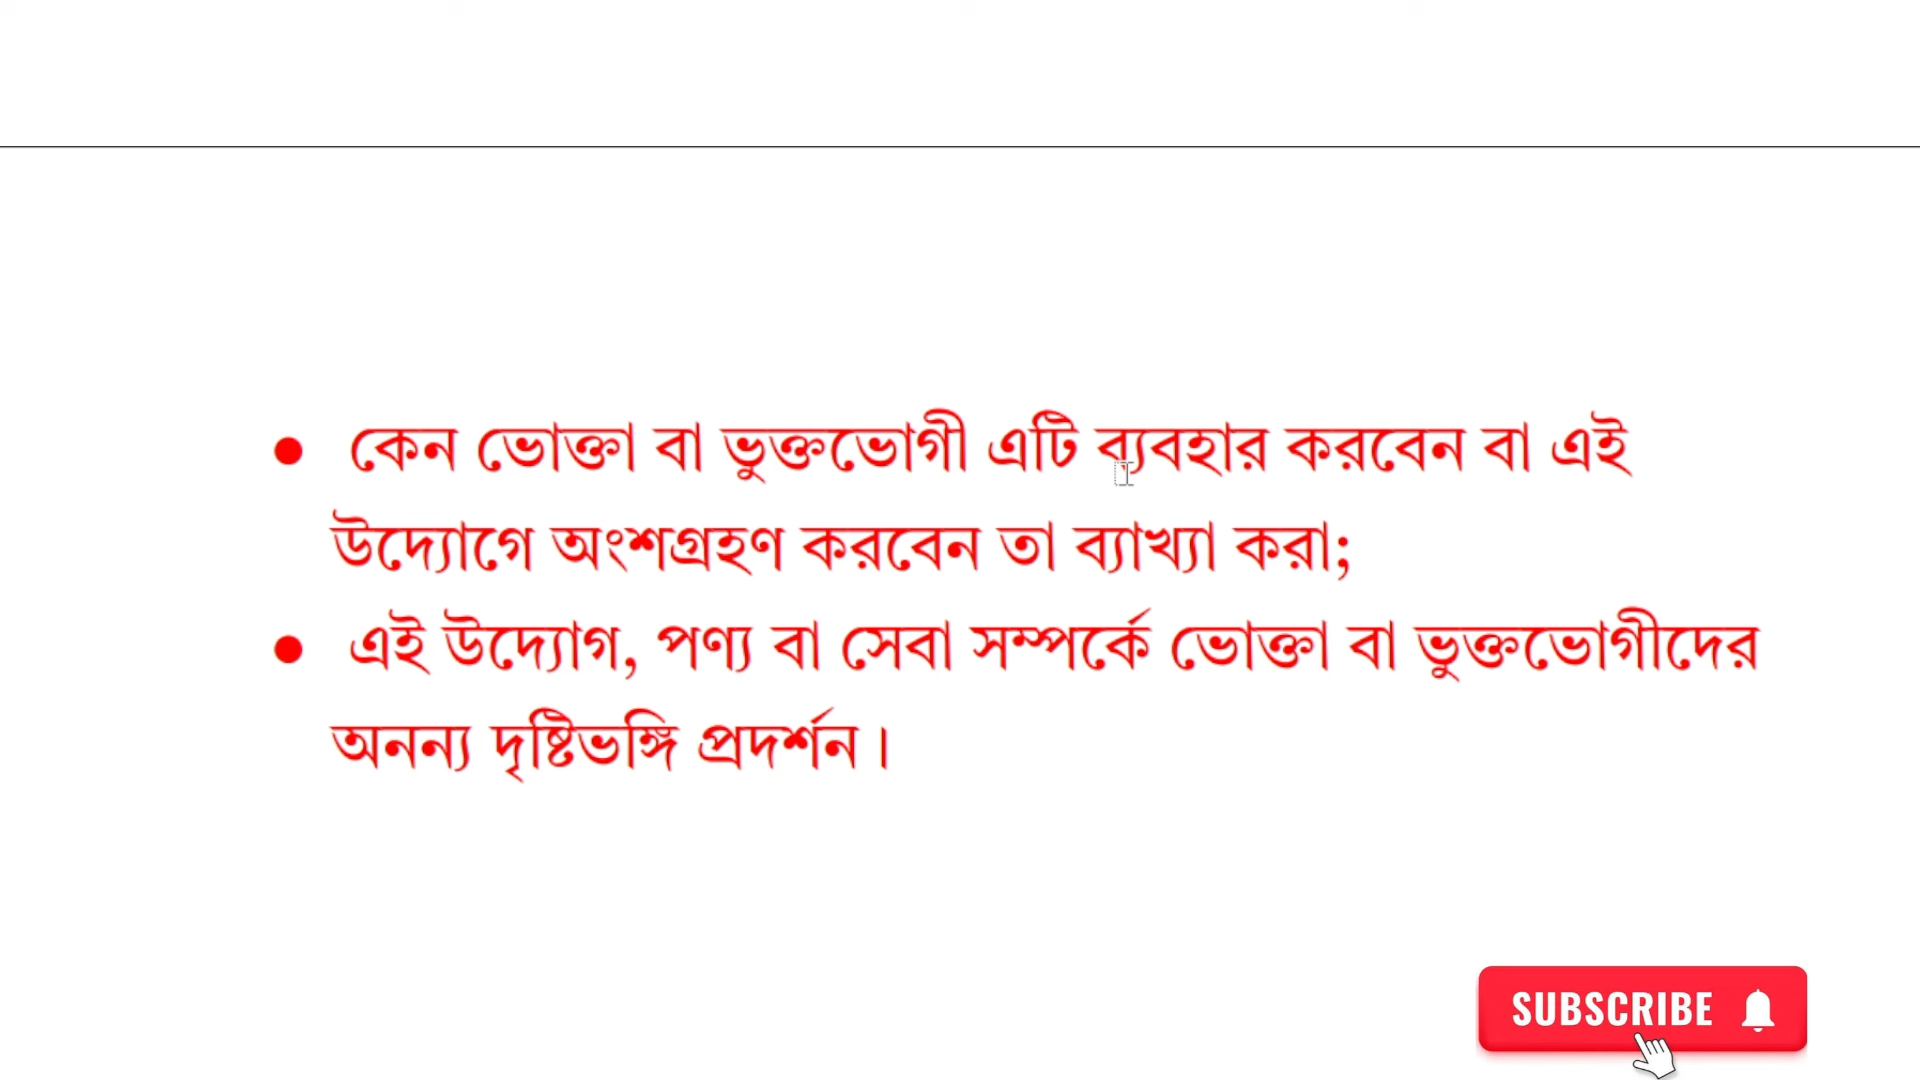 ● কেন ভোক্তা বা ভুক্তভোগী এটি ব্যবহার করবেন বা এই
উদ্যোগে অংশগ্রহণ করবেন তা ব্যাখ্যা করা;
● এই উদ্যোগ, পণ্য বা সেবা সম্পর্কে ভোক্তা বা ভুক্তভোগীদের
অনন্য দৃষ্টিভঙ্গি প্রদর্শন।
SUBSCRIBE